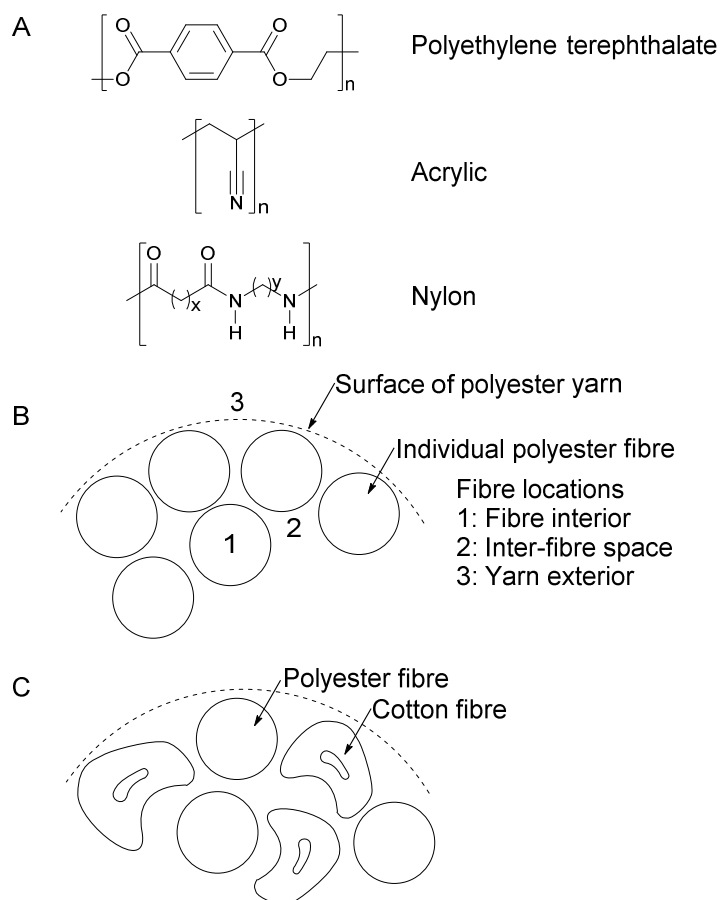 A
O
O
O
O
n
Polyethylene terephthalate
N
n
Acrylic
O
O
x
N
H
y
N
H
n
Nylon
B
Surface of polyester yarn
3
Individual polyester fibre
Fibre locations
1: Fibre interior
2: Inter-fibre space
3: Yarn exterior
2
1
C
Polyester fibre
Cotton fibre